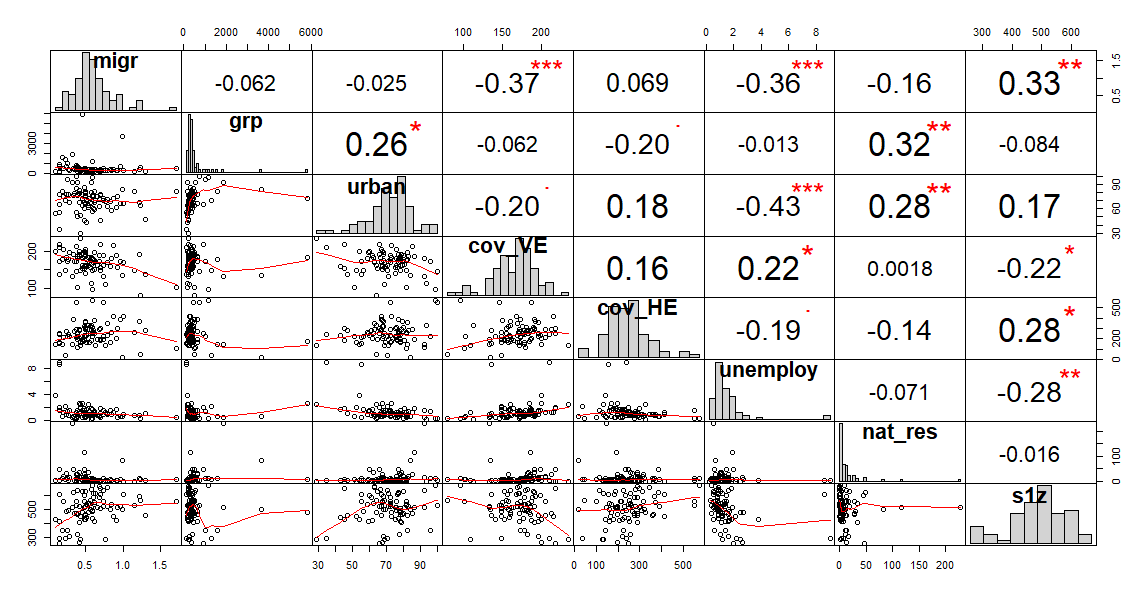 0 2000 4000 6000 100 150 200 0 2 4 6 8 300 400 500 600
migr -0.062 -0.025 -0.37 *** 0.069 -0.36 *** -0.16 0.33 ** 0.5 1.5
0 3000 grp 0.26 * -0.062 -0.20 . -0.013 0.32 ** -0.084
urban -0.20 . 0.18 -0.43 *** 0.28 ** 0.17 30 60 90
100 200 cov_VE 0.16 0.22 * 0.0018 -0.22 *
cov_HE -0.19 . -0.14 0.28 * 0 200 500
0 4 8 unemploy -0.071 -0.28 **
nat_res -0.016 0 100
300 500 s1z
0.5 1.0 1.5 30 50 70 90 0 100 300 500 0 50 100 200